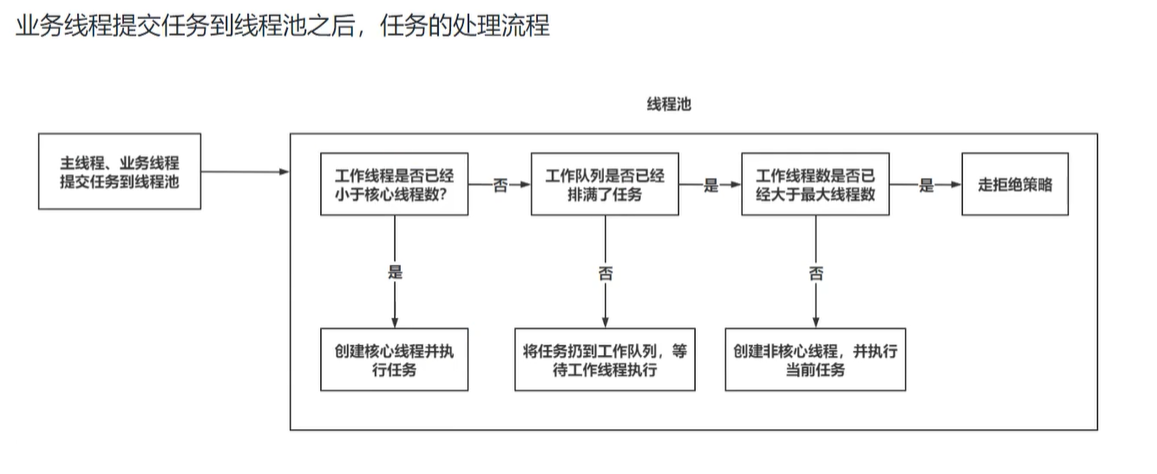 业务线程提交任务到线程池之后，任务的处理流程
线程池
主线程、业务线程
提交任务到线程池
工作线程是否已经
小于核心线程数?
否
工作队列是否已经
排满了任务
是
工作线程数是否已
经大于最大线程数
是
走拒绝策略
是
否
否
创建核心线程并执
行任务
将任务扔到工作队列，等
待工作线程执行
创建非核心线程，并执行
当前任务